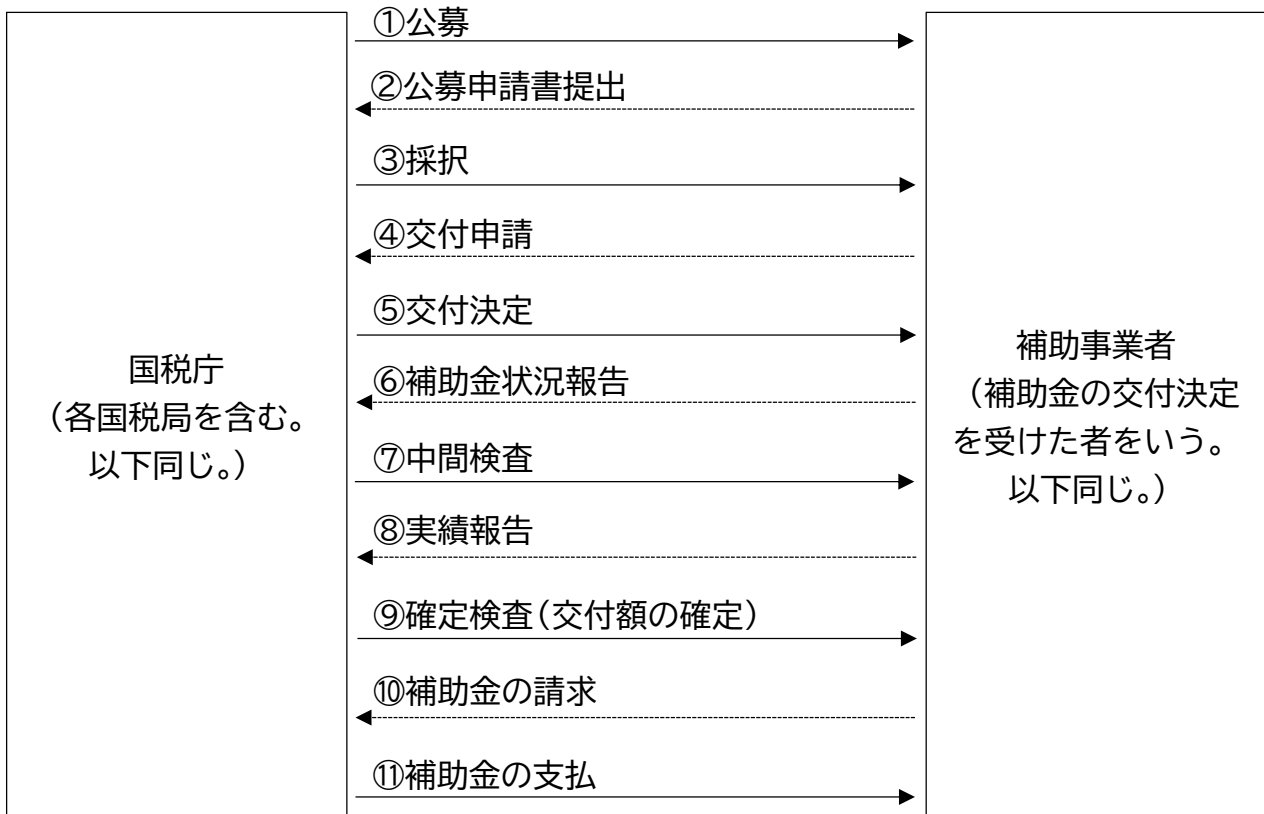 ①公募
②公募申請書提出
③採択
④交付申請
⑤交付決定
⑥補助金状況報告
⑦中間検査
⑧実績報告
⑨確定検査(交付額の確定)
⑩補助金の請求
⑪補助金の支払
国税庁
(各国税局を含む。
以下同じ。)
補助事業者
(補助金の交付決定
を受けた者をいう。
以下同じ。)